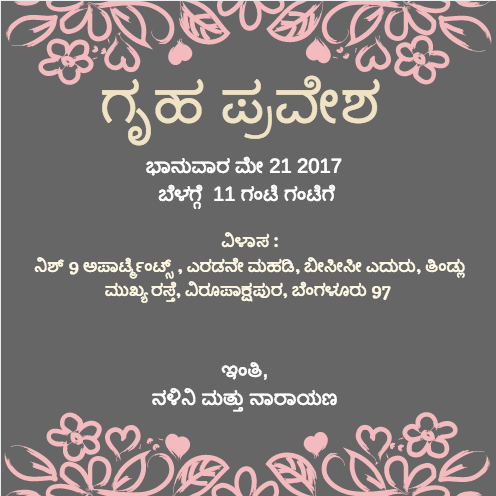 ಗೃಹ ಪ್ರವೇಶ
ಭಾನುವಾರ ಮೇ 21 2017
ಬೆಳಗ್ಗೆ 11 ಗಂಟೆ ಗಂಟೆಗೆ
ವಿಳಾಸ :
ನಿಶ್ 9 ಅಪಾರ್ಟ್ಮೆಂಟ್ಸ್ , ಎರಡನೇ ಮಹಡಿ, ಬೀಸೀಸೀ ಎದುರು, ತಿಂಡ್ಲು
ಮುಖ್ಯ ರಸ್ತೆ, ವಿರೂಪಾಕ್ಷಪುರ, ಬೆಂಗಳೂರು 97
ಇಂತಿ,
ನಳಿನಿ ಮತ್ತು ನಾರಾಯಣ